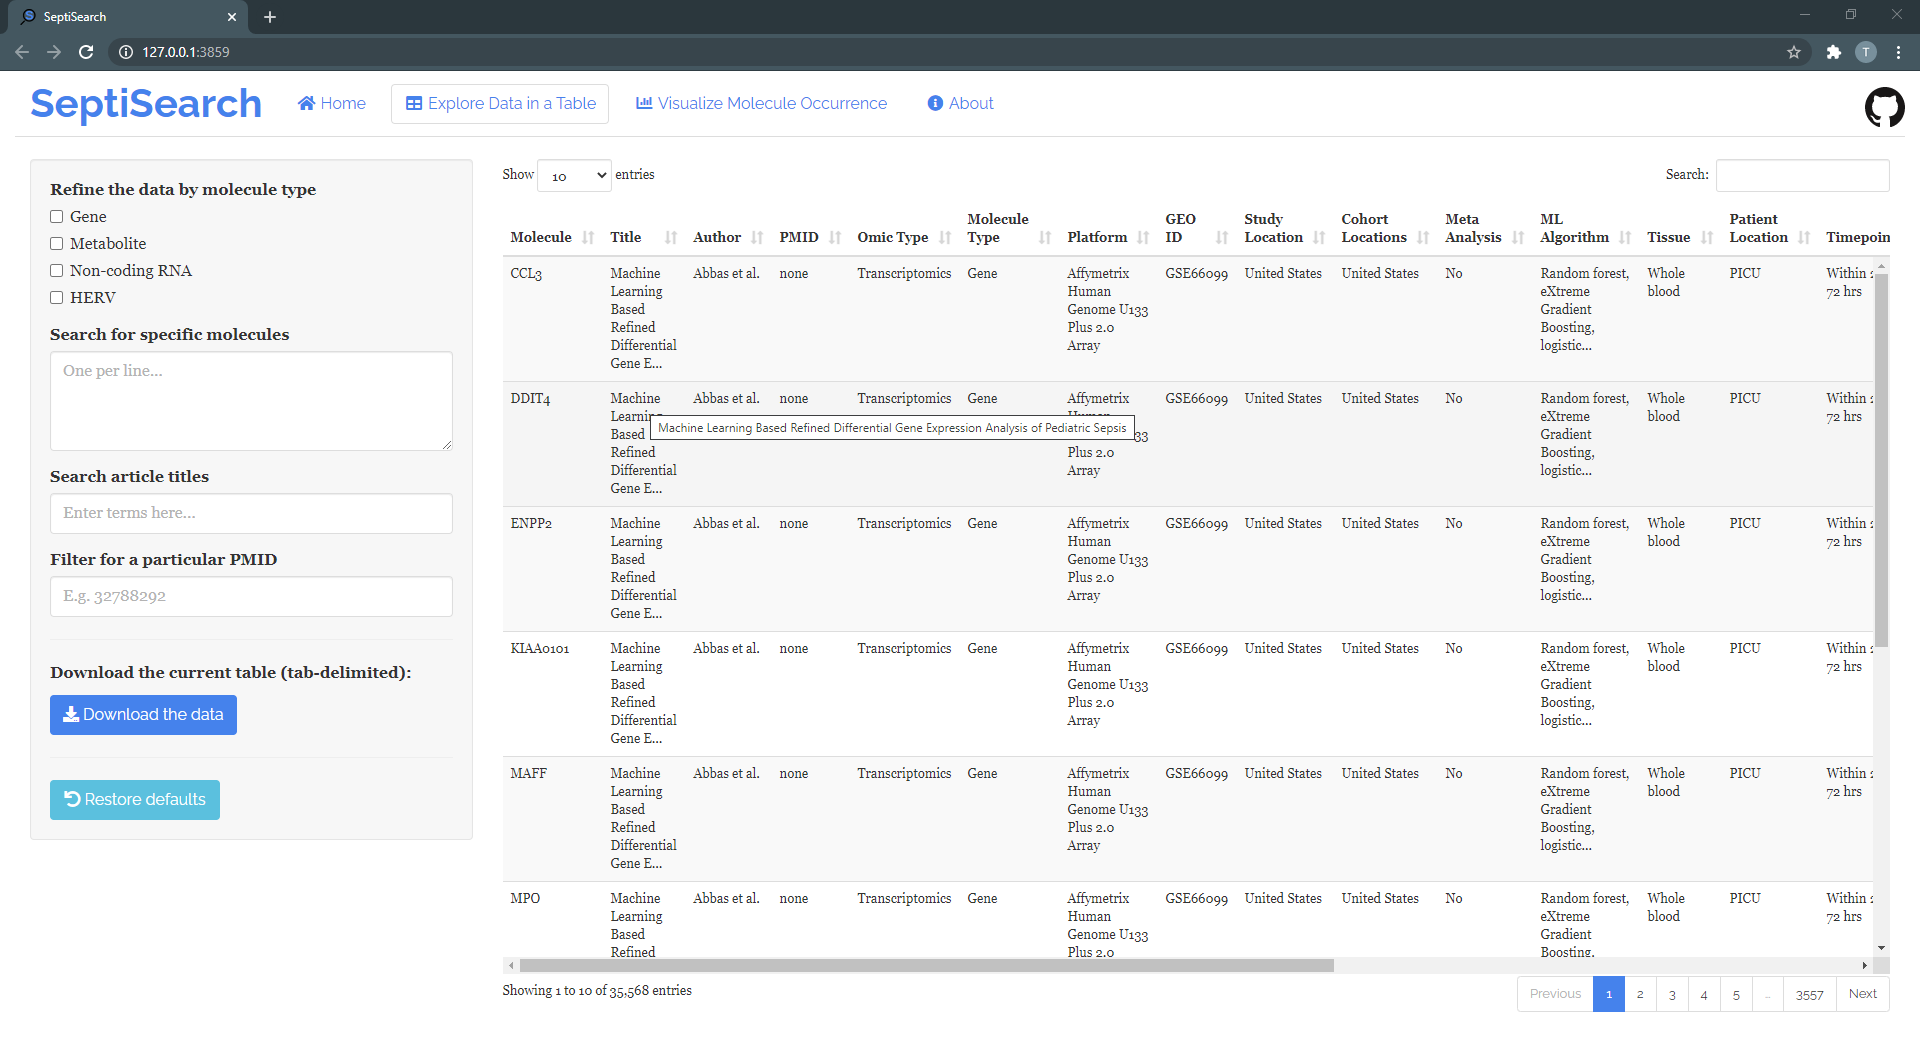 SeptiSearch
127.0.0.1:3859
T
SeptiSearch Home Explore Data in a Table Visualize Molecule Occurrence About
Refine the data by molecule type
Gene
Metabolite
Non-coding RNA
HERV
Search for specific molecules
One per line...
Search article titles
Enter terms here...
Filter for a particular PMID
E.g. 32788292
Download the current table (tab-delimited):
Download the data
Restore defaults
Show 10 entries
Search:
Molecule Title Author PMID Omic Type Molecule Type Platform GEO ID Study Location Cohort Locations Meta Analysis ML Algorithm Tissue Patient Location Timepoin
CCL3 Machine Learning Based Refined Differential Gene E... Abbas et al. none Transcriptomics Gene Affymetrix Human Genome U133 Plus 2.0 Array GSE66099 United States United States No Random forest, eXtreme Gradient Boosting, logistic... Whole blood PICU Within 72 hrs
DDIT4 Machine Learning Based Refined Differential Gene E... Abbas et al. none Transcriptomics Gene Affymetrix Human 33 Plus 2.0 Array GSE66099 United States United States No Random forest, eXtreme Gradient Boosting, logistic... Whole blood PICU Within 72 hrs
Machine Learning Based Refined Differential Gene Expression Analysis of Pediatric Sepsis
ENPP2 Machine Learning Based Refined Differential Gene E... Abbas et al. none Transcriptomics Gene Affymetrix Human Genome U133 Plus 2.0 Array GSE66099 United States United States No Random forest, eXtreme Gradient Boosting, logistic... Whole blood PICU Within 72 hrs
KIAA0101 Machine Learning Based Refined Differential Gene E... Abbas et al. none Transcriptomics Gene Affymetrix Human Genome U133 Plus 2.0 Array GSE66099 United States United States No Random forest, eXtreme Gradient Boosting, logistic... Whole blood PICU Within 72 hrs
MAFF Machine Learning Based Refined Differential Gene E... Abbas et al. none Transcriptomics Gene Affymetrix Human Genome U133 Plus 2.0 Array GSE66099 United States United States No Random forest, eXtreme Gradient Boosting, logistic... Whole blood PICU Within 72 hrs
MPO Machine Learning Based Refined Abbas et al. none Transcriptomics Gene Affymetrix Human Genome U133 Plus 2.0 GSE66099 United States United States No Random forest, eXtreme Gradient Boosting, Whole blood PICU Within 72 hrs
Showing 1 to 10 of 35,568 entries
Previous 1 2 3 4 5 ... 3557 Next